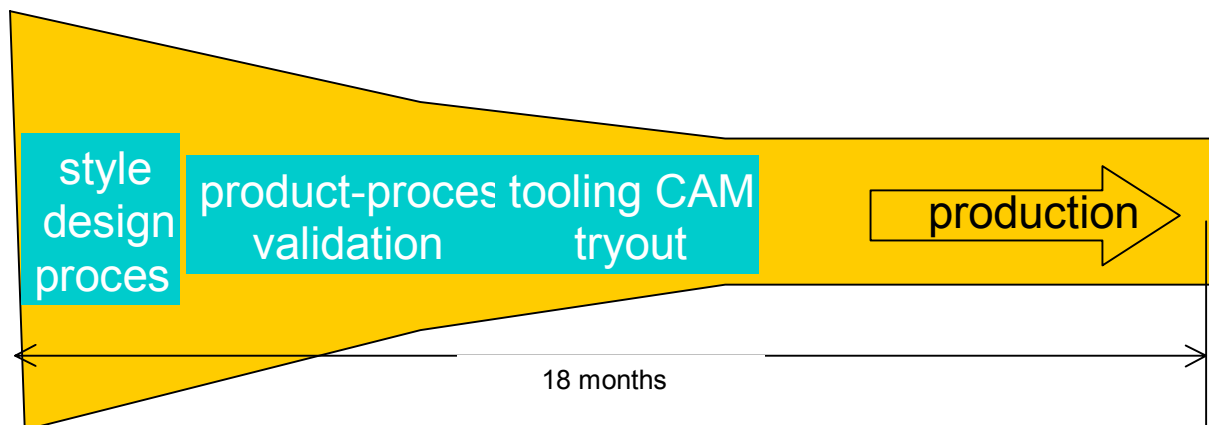 style
design
proces
product-proces
validation
tooling CAM
tryout
production
18 months